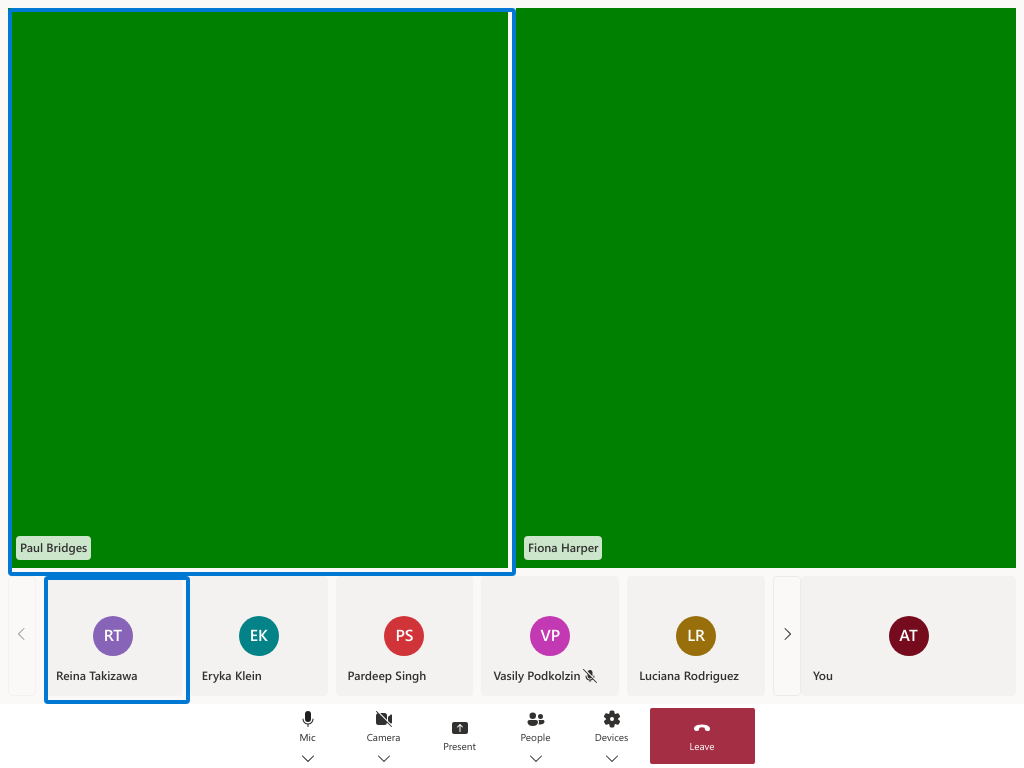 Paul Bridges
Fiona Harper
RT
EK
PS
VP
LR
AT
Reina Takizawa
Eryka Klein
Pardeep Singh
Vasily Podkolzin
Luciana Rodriguez
You
Mic
Camera
Present
People
Devices
Leave